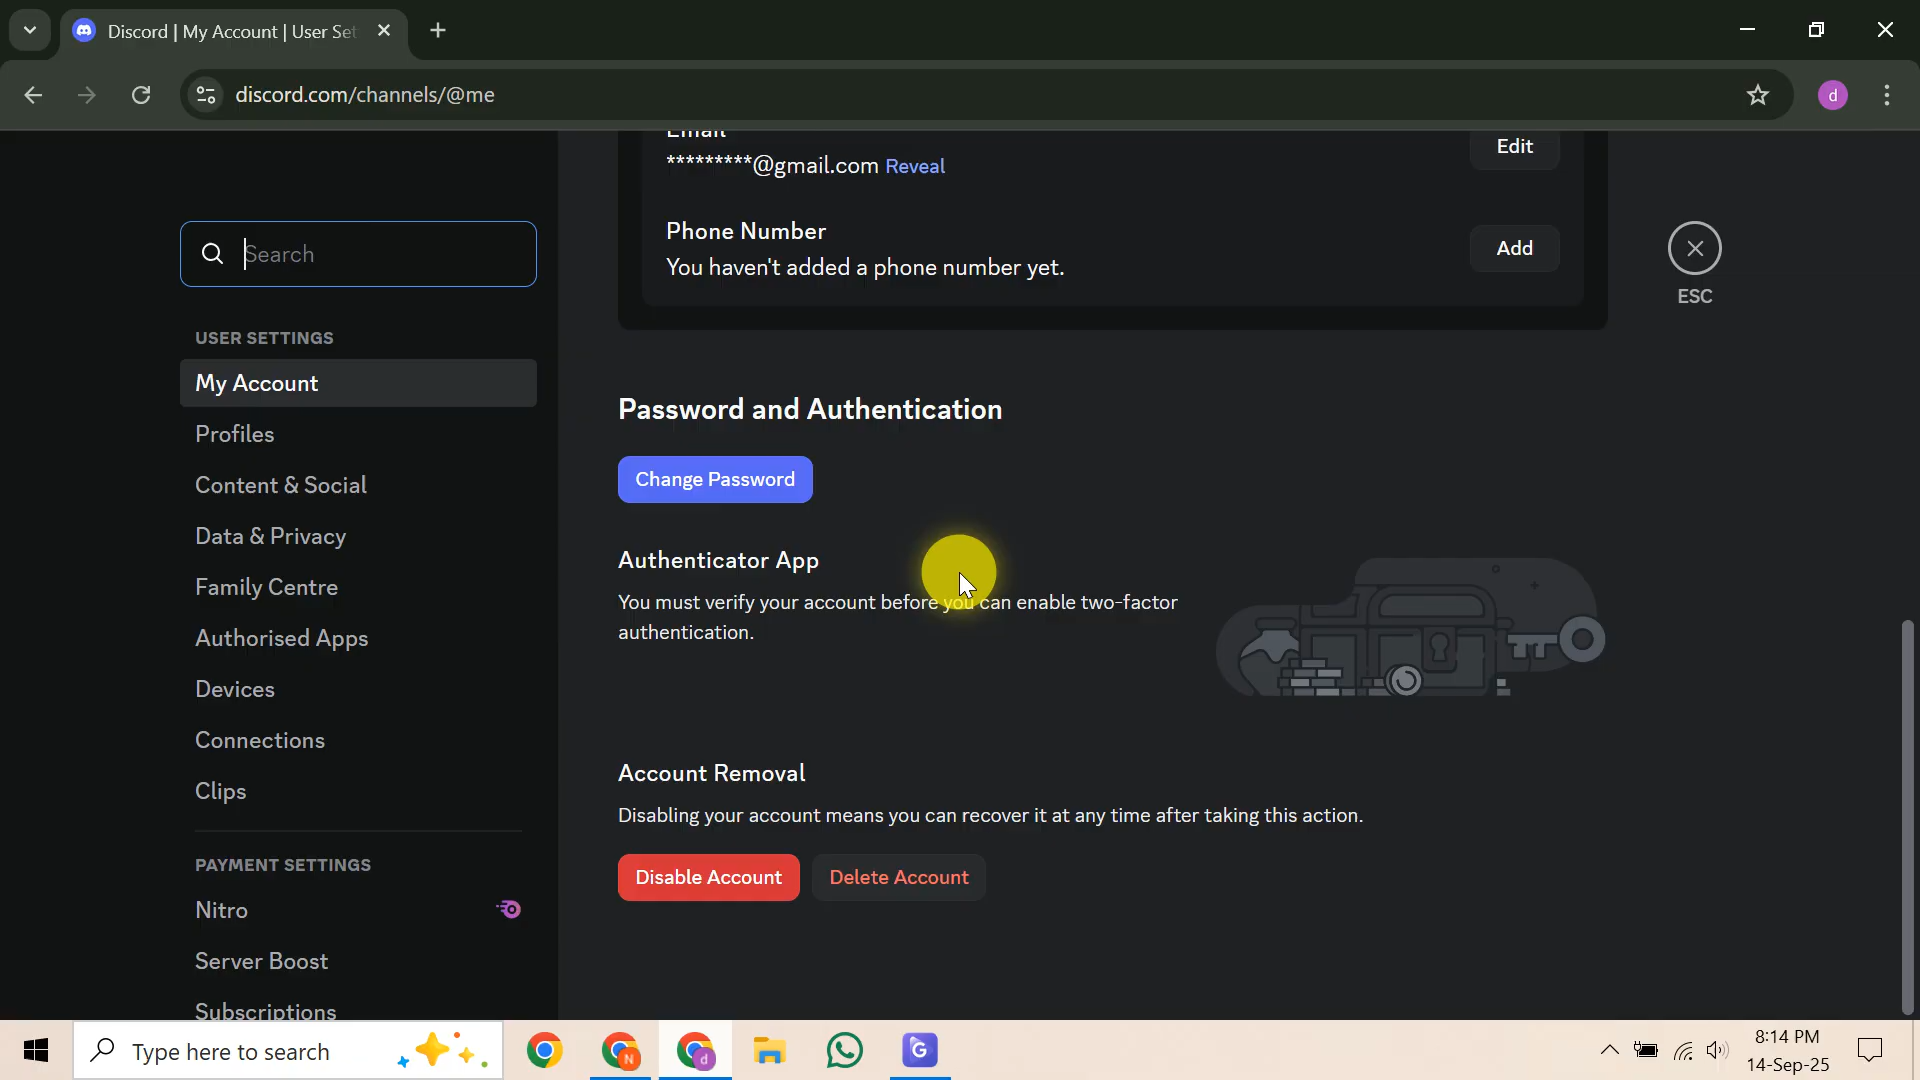 Discord | My Account | User Set
discord.com/channels/@me
d
Email
*********@gmail.com Reveal
Edit
Phone Number
You haven't added a phone number yet.
Add
ESC
Search
USER SETTINGS
My Account
Profiles
Content & Social
Data & Privacy
Family Centre
Authorised Apps
Devices
Connections
Clips
PAYMENT SETTINGS
Nitro
Server Boost
Subscriptions
Password and Authentication
Change Password
Authenticator App
You must verify your account before you can enable two-factor
authentication.
Account Removal
Disabling your account means you can recover it at any time after taking this action.
Disable Account
Delete Account
Type here to search
N
d
G
8:14 PM
14-Sep-25